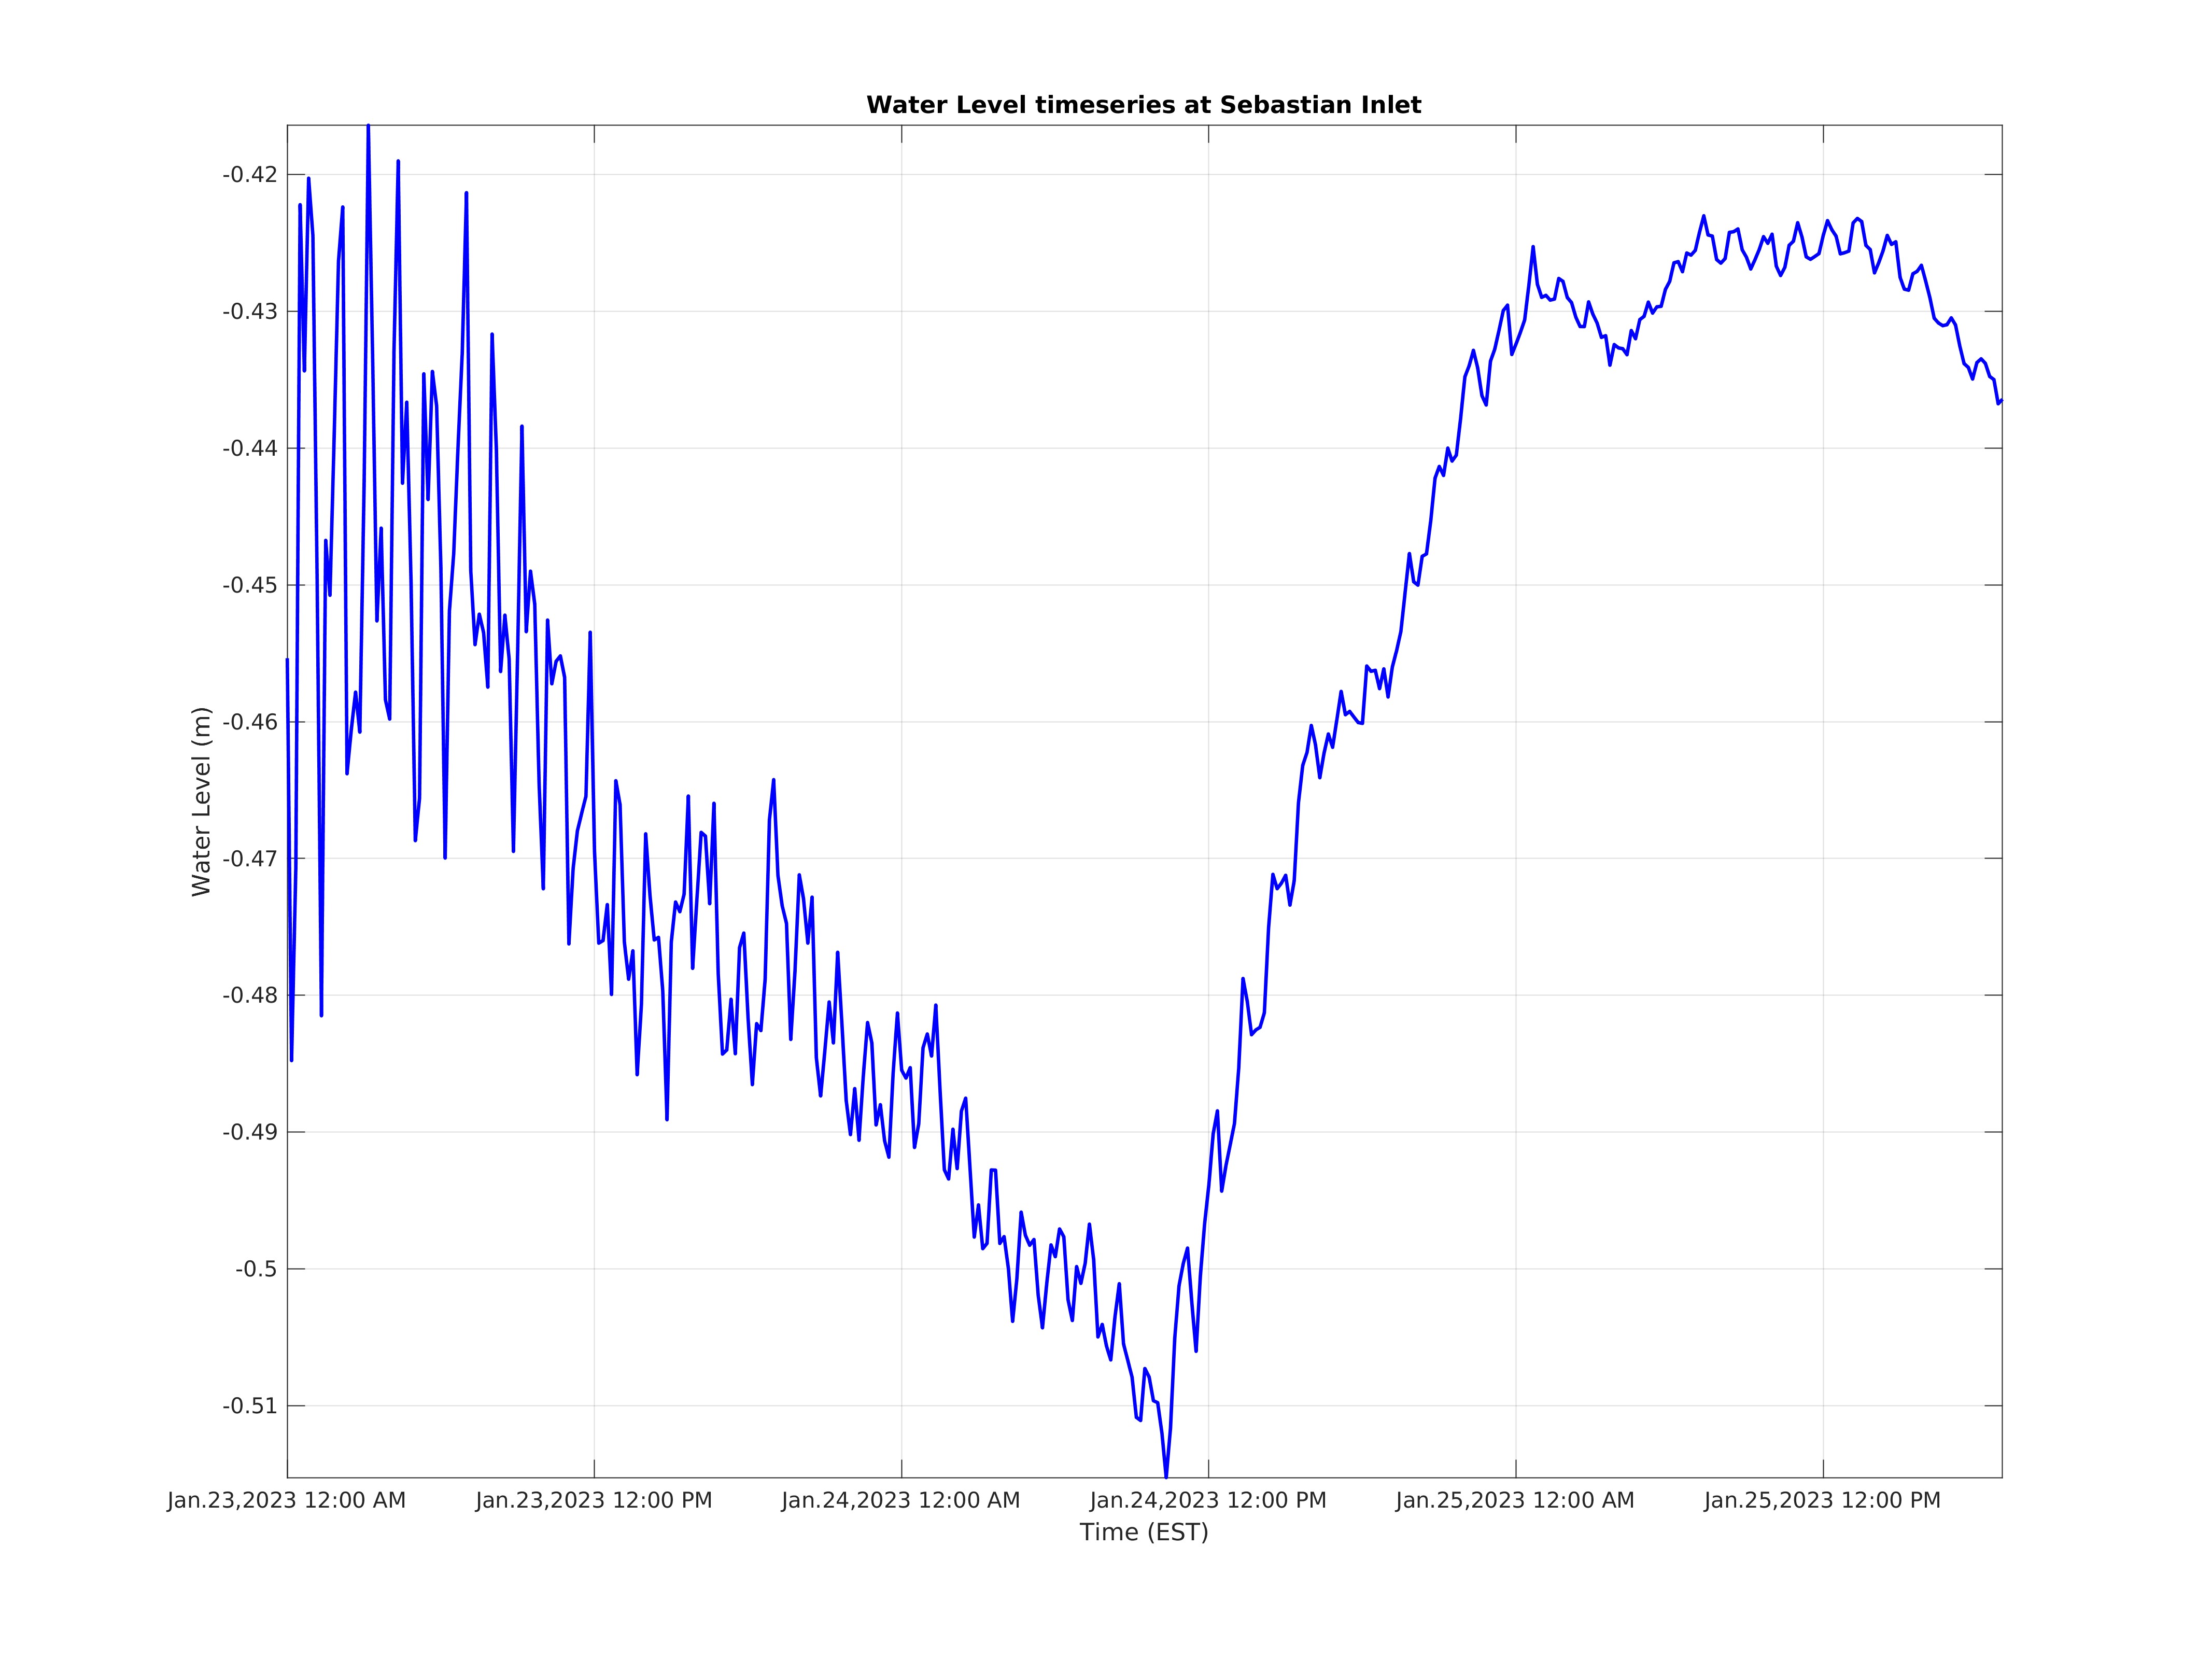 Water Level timeseries at Sebastian Inlet
-0.42
-0.43
-0.44
-0.45
-0.46
-0.47
-0.48
-0.49
-0.5
-0.51
Water Level (m)
Jan.23,2023 12:00 AM Jan.23,2023 12:00 PM Jan.24,2023 12:00 AM Jan.24,2023 12:00 PM Jan.25,2023 12:00 AM Jan.25,2023 12:00 PM
Time (EST)